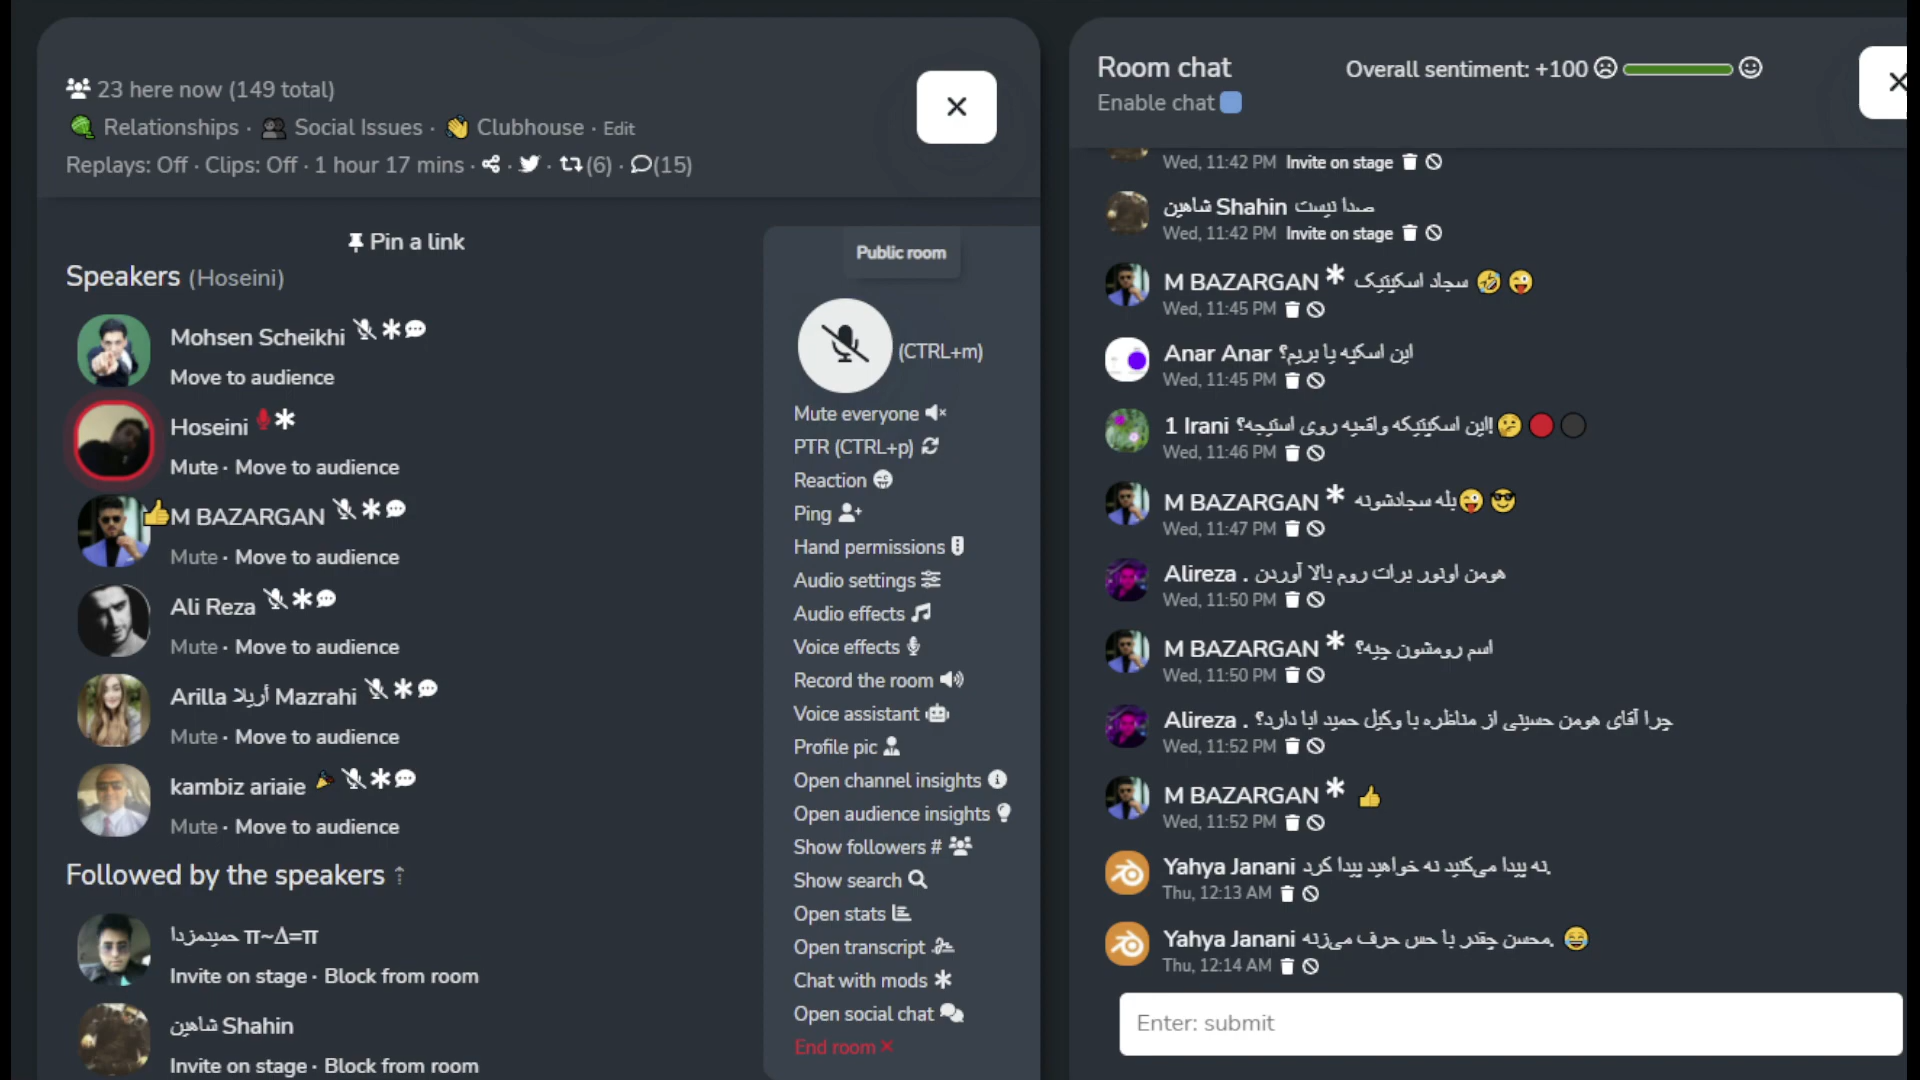 23 here now (149 total)
Relationships · Social Issues · Clubhouse · Edit
Replays: Off · Clips: Off · 1 hour 17 mins · · · (6) · (15)
Pin a link
Speakers (Hoseini)
Mohsen Scheikhi
Move to audience
Hoseini
Mute · Move to audience
M BAZARGAN
Mute · Move to audience
Ali Reza
Mute · Move to audience
Arilla أريلا Mazrahi
Mute · Move to audience
kambiz ariaie
Mute · Move to audience
Followed by the speakers
حمیدمزدا π~Δ=π
Invite on stage · Block from room
شاهین Shahin
Invite on stage · Block from room
Public room
(CTRL+m)
Mute everyone
PTR (CTRL+p)
Reaction
Ping
Hand permissions
Audio settings
Audio effects
Voice effects
Record the room
Voice assistant
Profile pic
Open channel insights
Open audience insights
Show followers #
Show search
Open stats
Open transcript
Chat with mods
Open social chat
End room
Room chat
Overall sentiment: +100
Enable chat
Wed, 11:42 PM Invite on stage
شاهین Shahin صدا نیست
Wed, 11:42 PM Invite on stage
M BAZARGAN سجاد اسکیتیک 🤣 😜
Wed, 11:45 PM
Anar Anar این اسکیه یا بریم؟
Wed, 11:45 PM
1 Irani این اسکیتیکه واقعیه روی استیجه؟!🤔🔴⚫
Wed, 11:46 PM
M BAZARGAN بله سجادشونه😜 😎
Wed, 11:47 PM
Alireza . هومن اونور برات روم بالا آوردن
Wed, 11:50 PM
M BAZARGAN اسم رومشون چیه؟
Wed, 11:50 PM
Alireza . چرا آقای هومن حسینی از مناظره با وکیل حمید ابا دارد؟
Wed, 11:52 PM
M BAZARGAN 👍
Wed, 11:52 PM
Yahya Janani نه پیدا می‌کنید نه خواهید پیدا کرد.
Thu, 12:13 AM
Yahya Janani محسن چقدر با حس حرف می‌زنه. 😂
Thu, 12:14 AM
Enter: submit